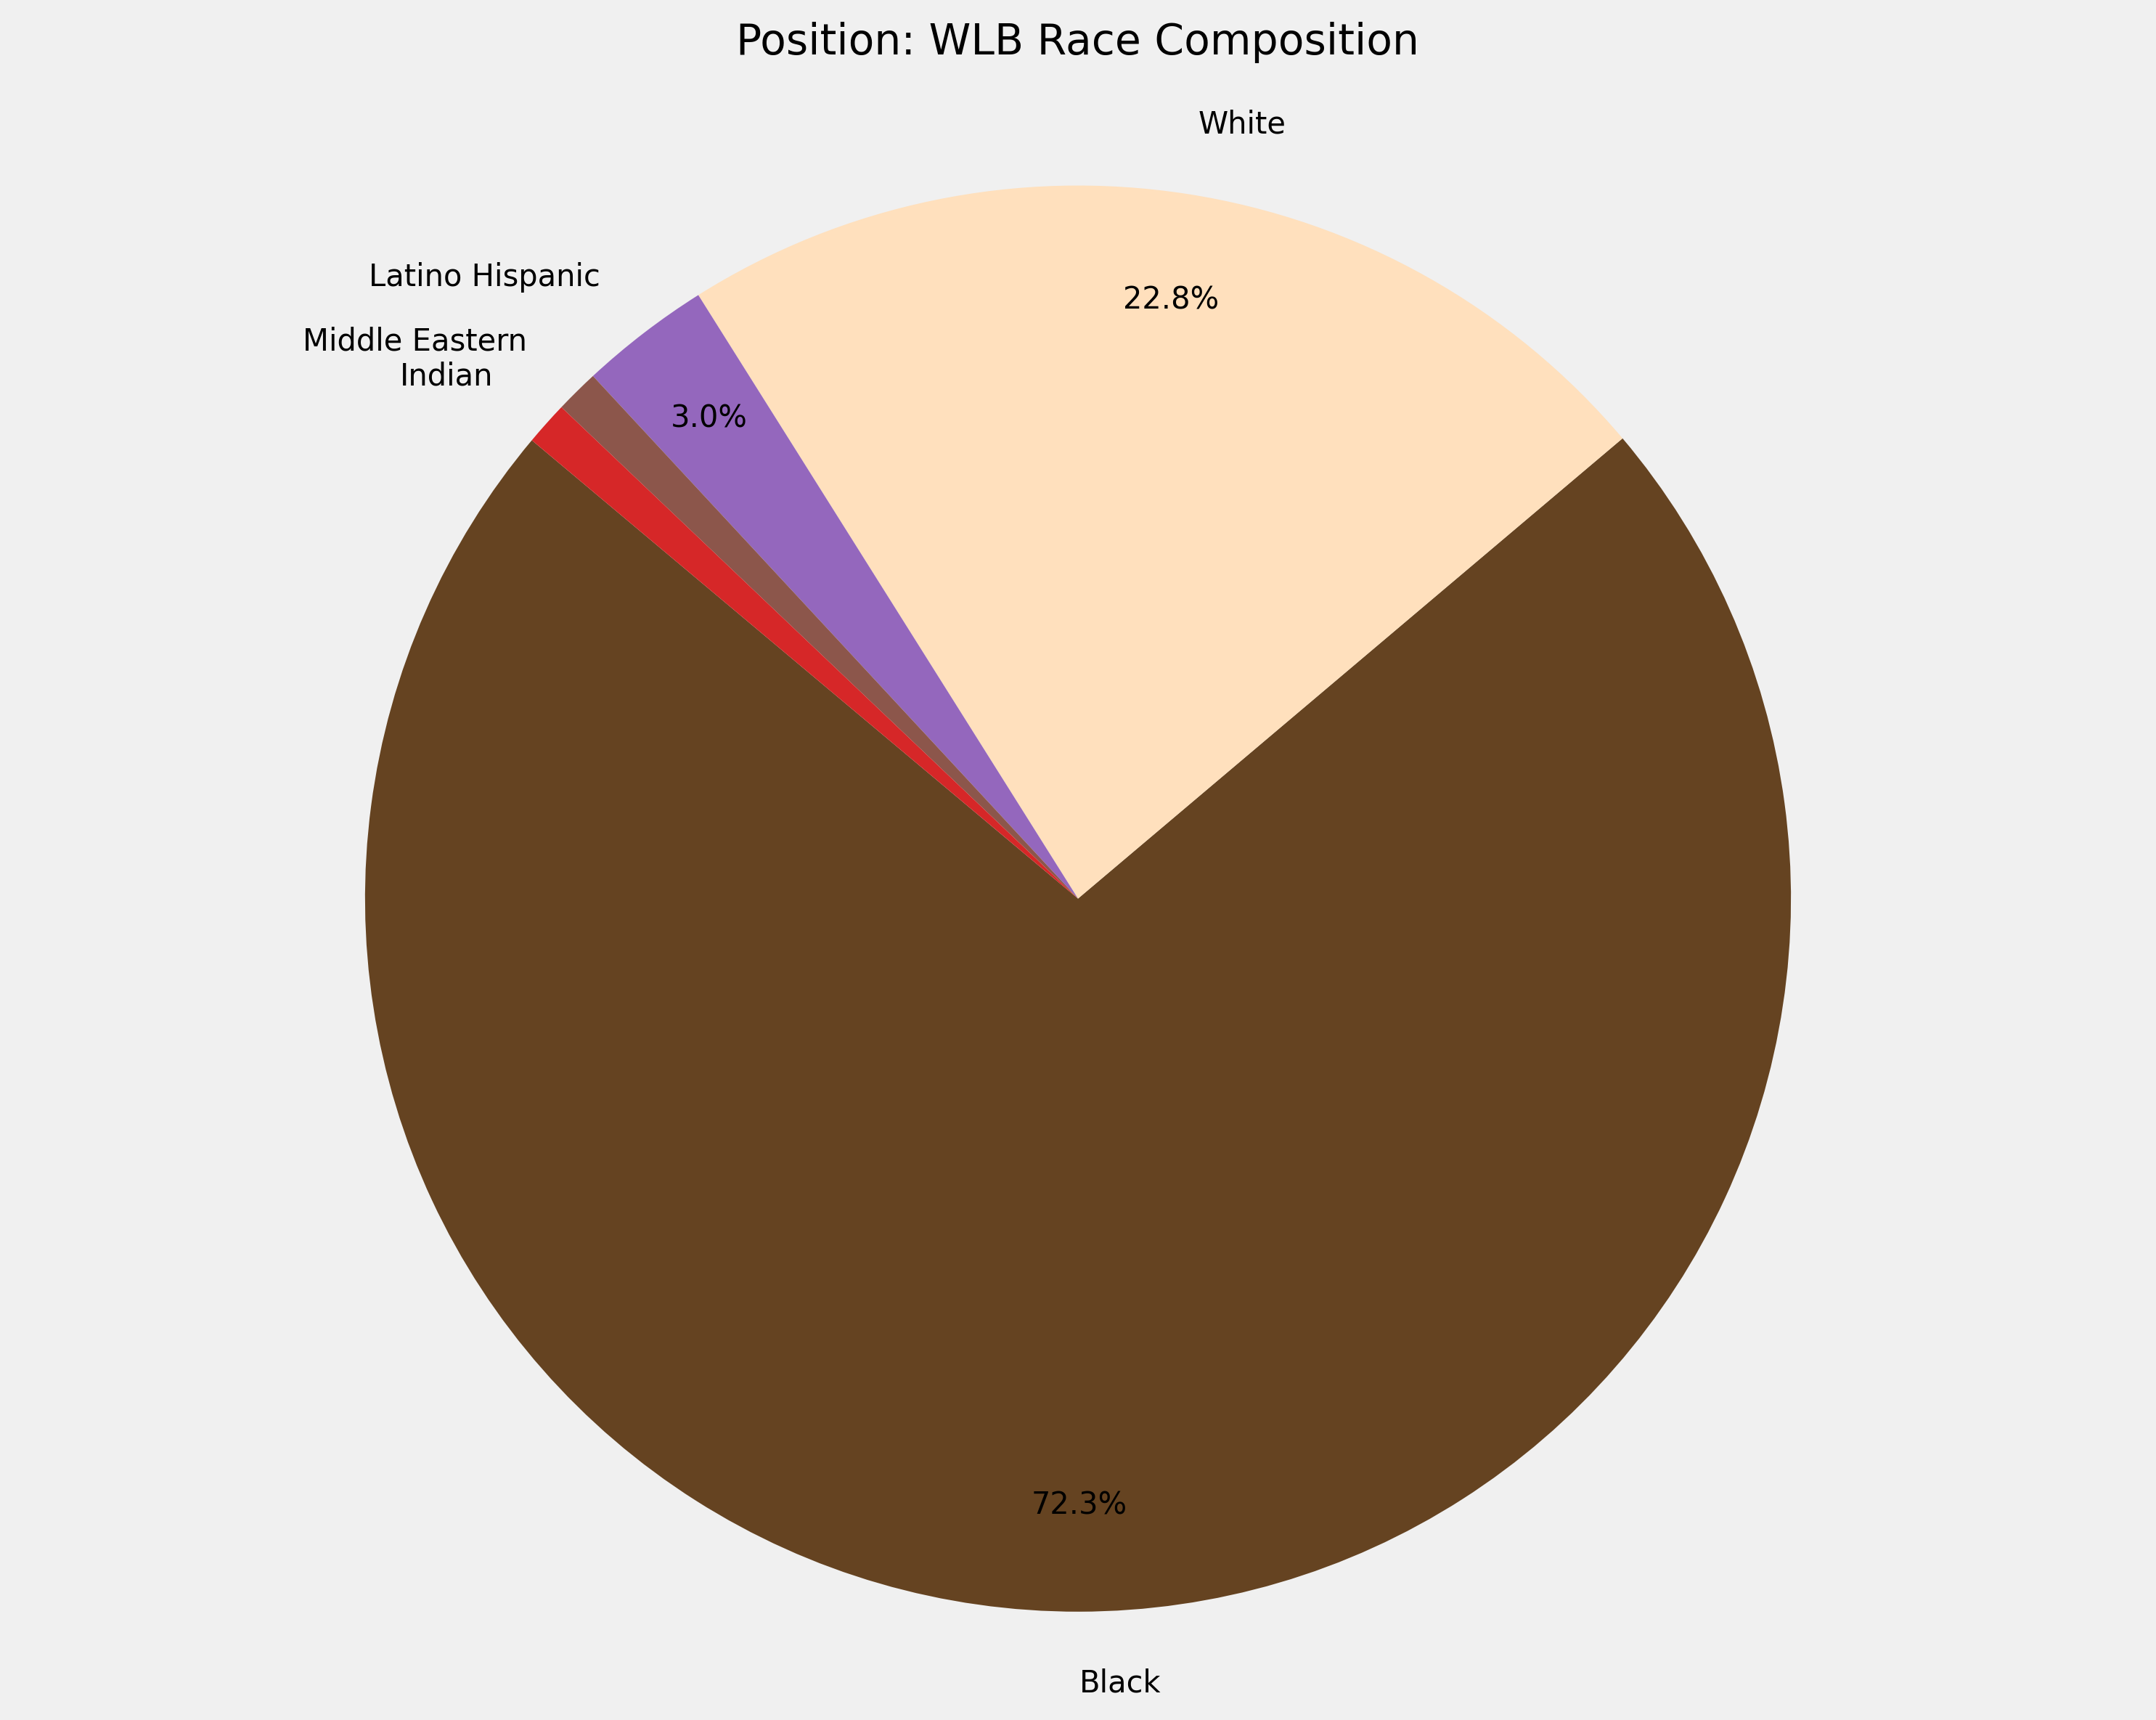 Position: WLB Race Composition
White
Latino Hispanic
22.8%
Middle Eastern
Indian
3.0%
72.3%
Black